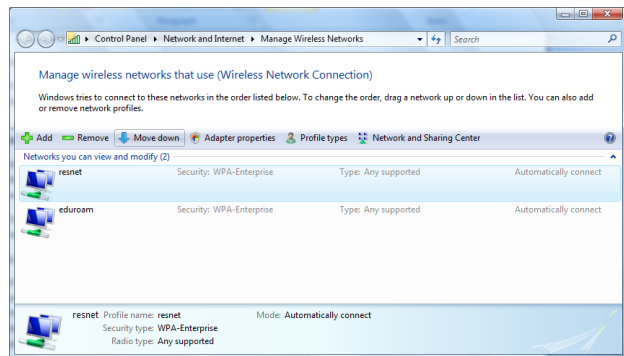 Control Panel ▸ Network and Internet ▸ Manage Wireless Networks Search
Manage wireless networks that use (Wireless Network Connection)
Windows tries to connect to these networks in the order listed below. To change the order, drag a network up or down in the list. You can also add
or remove network profiles.
Add Remove Move down Adapter properties Profile types Network and Sharing Center
Networks you can view and modify (2)
resnet Security: WPA-Enterprise Type: Any supported Automatically connect
eduroam Security: WPA-Enterprise Type: Any supported Automatically connect
resnet Profile name: resnet Mode: Automatically connect
Security type: WPA-Enterprise
Radio type: Any supported